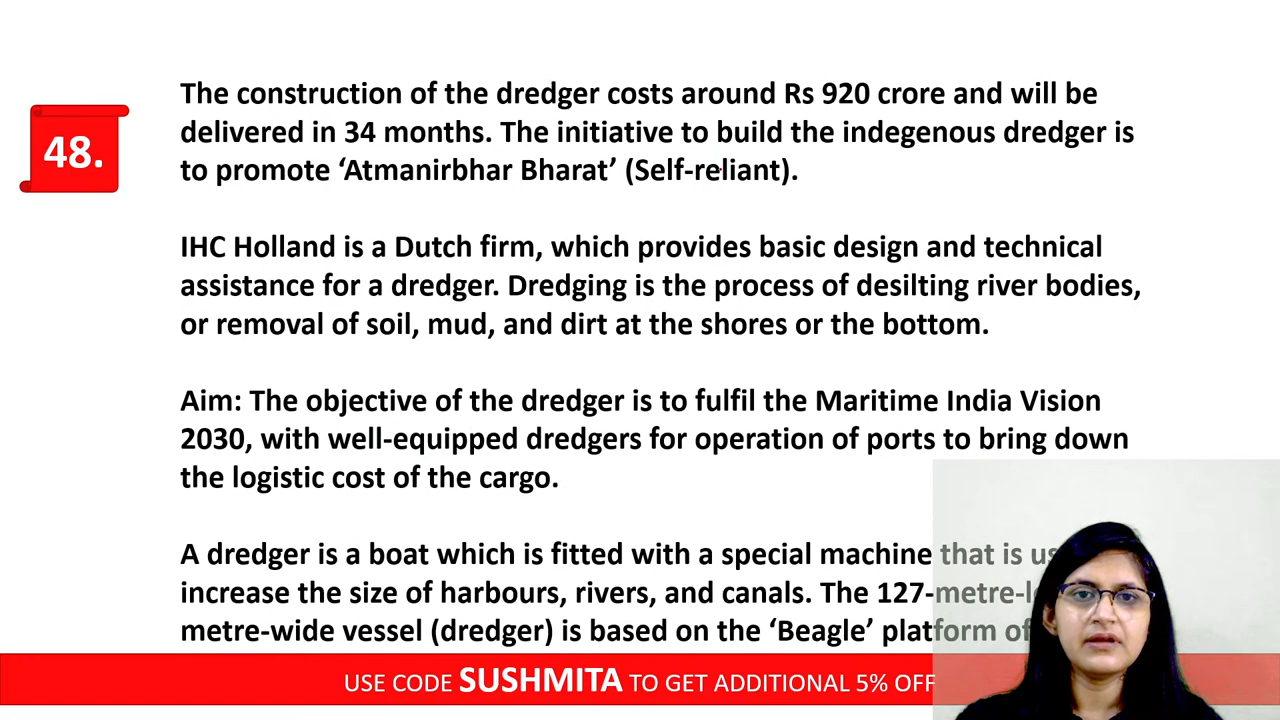 48.
The construction of the dredger costs around Rs 920 crore and will be
delivered in 34 months. The initiative to build the indegenous dredger is
to promote ‘Atmanirbhar Bharat’ (Self-reliant).
IHC Holland is a Dutch firm, which provides basic design and technical
assistance for a dredger. Dredging is the process of desilting river bodies,
or removal of soil, mud, and dirt at the shores or the bottom.
Aim: The objective of the dredger is to fulfil the Maritime India Vision
2030, with well-equipped dredgers for operation of ports to bring down
the logistic cost of the cargo.
A dredger is a boat which is fitted with a special machine that is
increase the size of harbours, rivers, and canals. The 127-metre-
metre-wide vessel (dredger) is based on the ‘Beagle’ platform of
USE CODE SUSHMITA TO GET ADDITIONAL 5% OFF